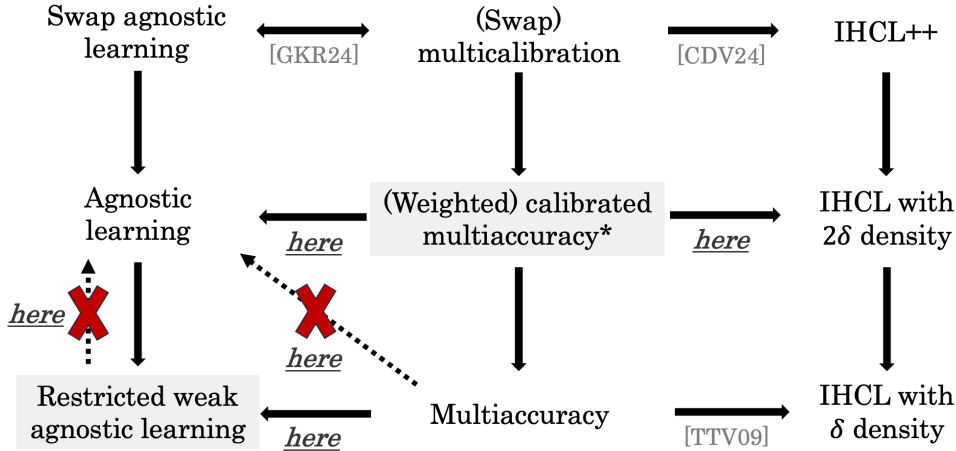 Swap agnostic
learning
[GKR24]
(Swap)
multicalibration
[CDV24]
IHCL++
Agnostic
learning
here
(Weighted) calibrated
multiaccuracy*
here
IHCL with
2δ density
here
here
Restricted weak
agnostic learning
here
Multiaccuracy
[TTV09]
IHCL with
δ density